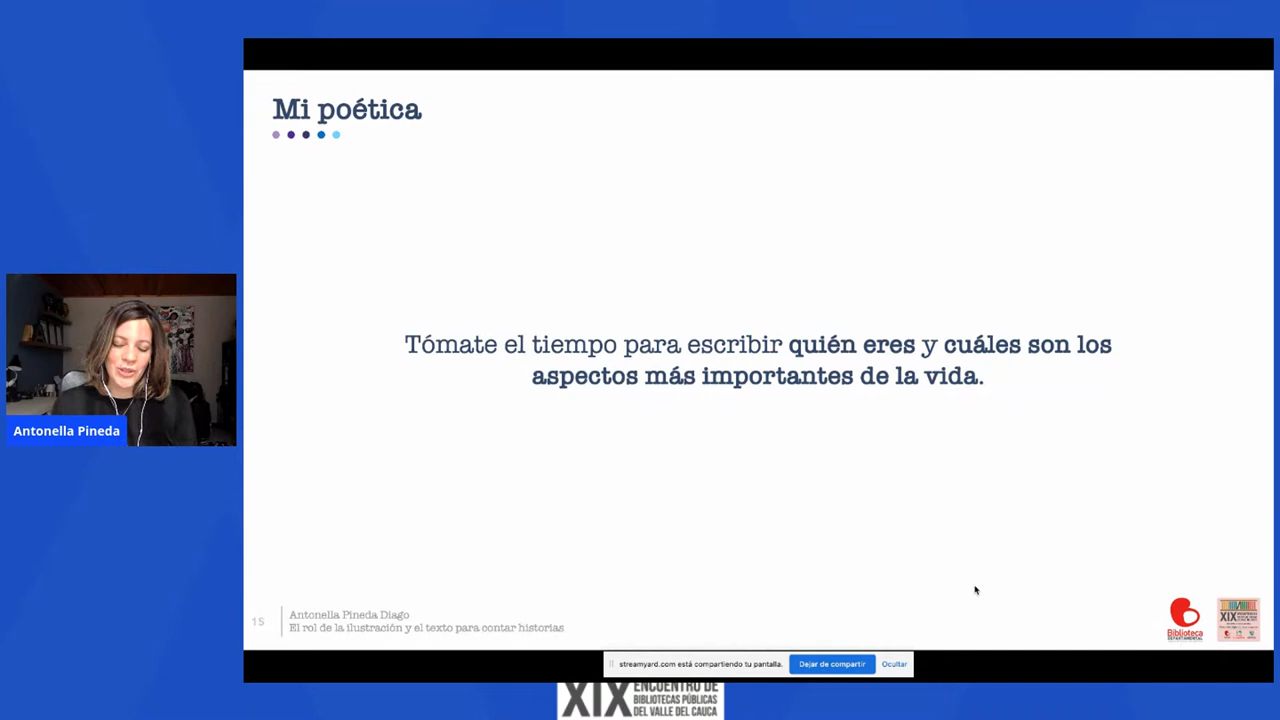 Mi poética
Tómate el tiempo para escribir quién eres y cuáles son los
aspectos más importantes de la vida.
Antonella Pineda
15
Antonella Pineda Diago
El rol de la ilustración y el texto para contar historias
Biblioteca
DEPARTAMENTAL
XIX
streamyard.com está compartiendo tu pantalla.
Dejar de compartir
Ocultar
XIX ENCUENTRO DE
BIBLIOTECAS PÚBLICAS
DEL VALLE DEL CAUCA